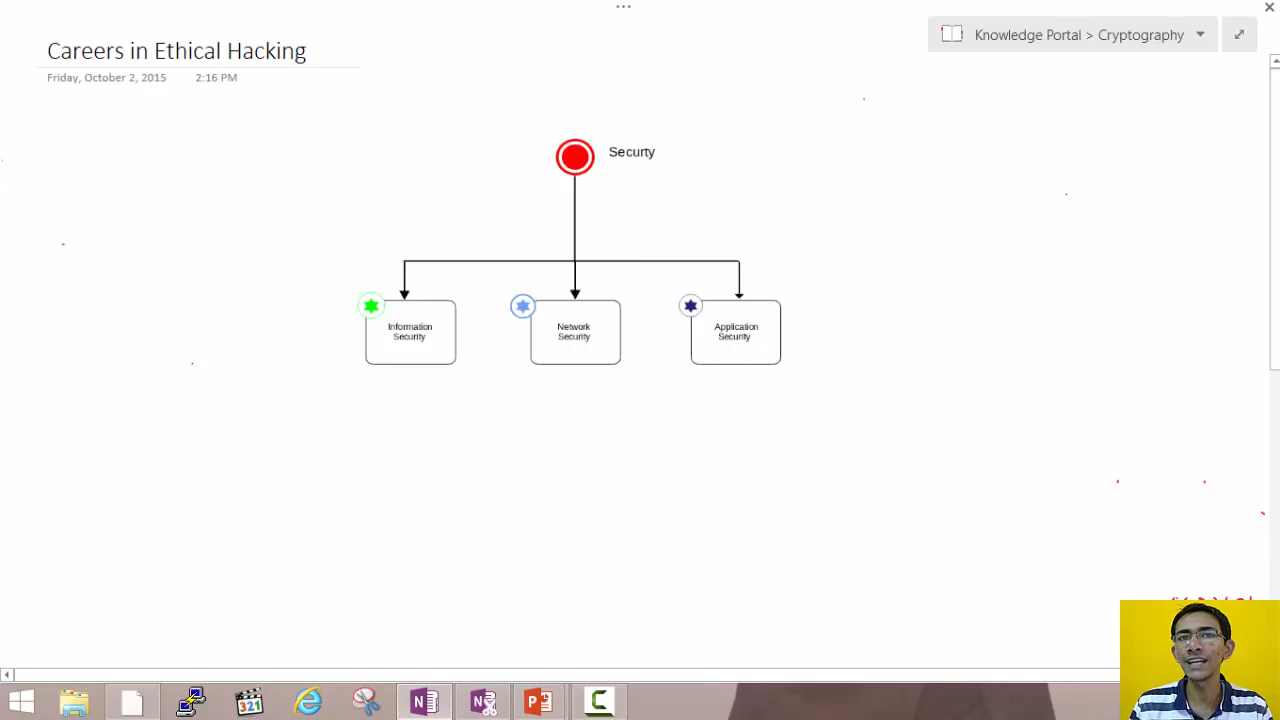 Careers in Ethical Hacking
Knowledge Portal > Cryptography
Friday, October 2, 2015 2:16 PM
Securty
Information
Security
Network
Security
Application
Security
321